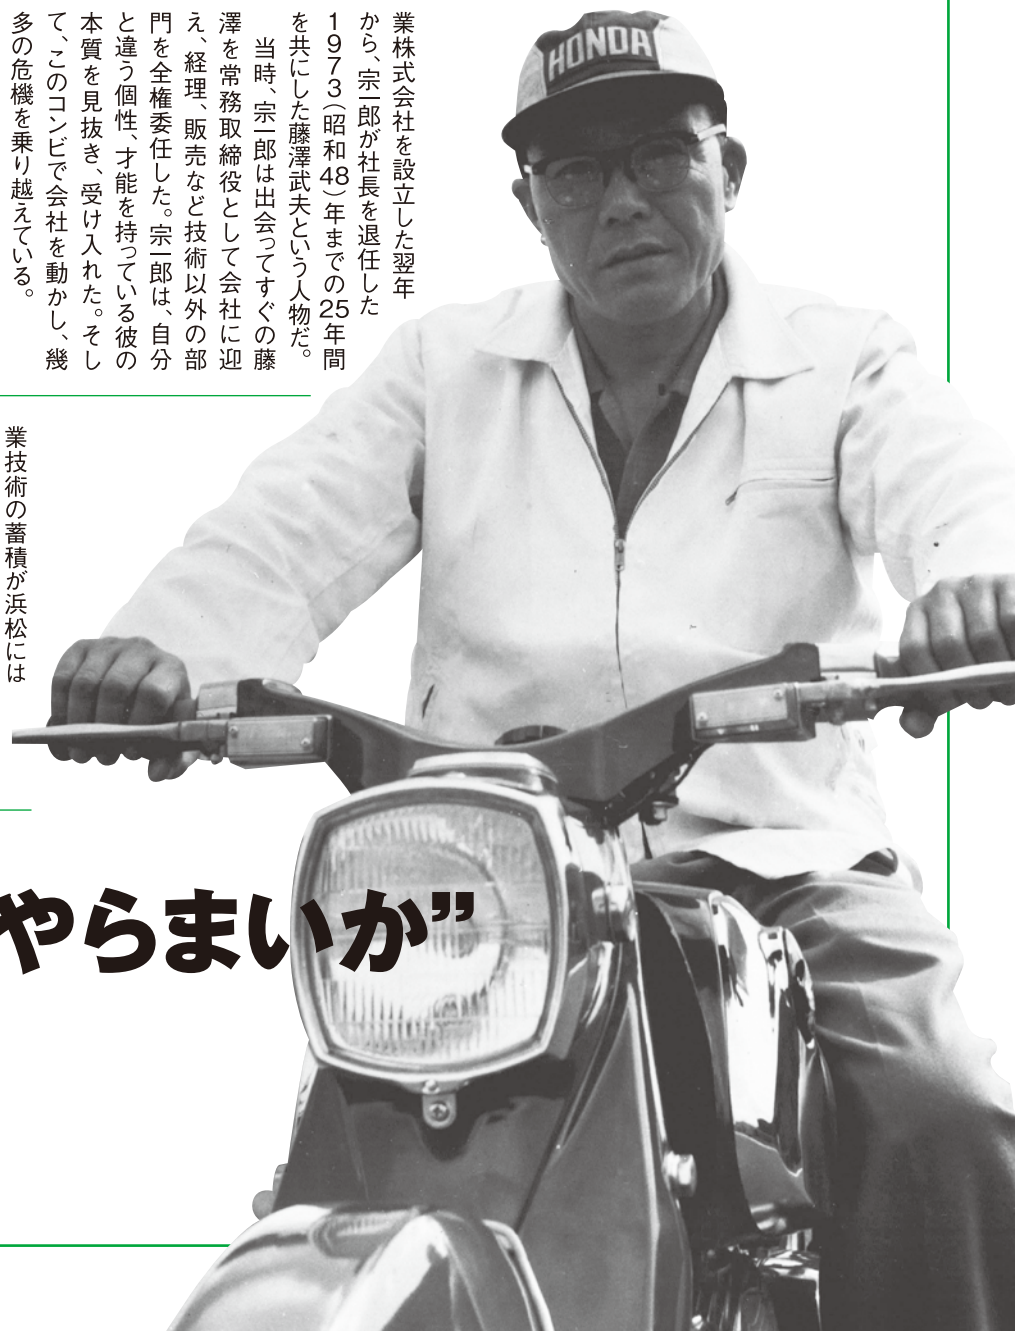 業株式会社を設立した翌年
から、宗一郎が社長を退任した
1973（昭和48）年までの25年間
を共にした藤澤武夫という人物だ。
当時、宗一郎は出会ってすぐの藤
澤を常務取締役として会社に迎
え、経理、販売など技術以外の部
門を全権委任した。宗一郎は、自分
と違う個性、才能を持っている彼の
本質を見抜き、受け入れた。そし
て、このコンビで会社を動かし、幾
多の危機を乗り越えている。
HONDA
業技術の蓄積が浜松には
やらまいか”